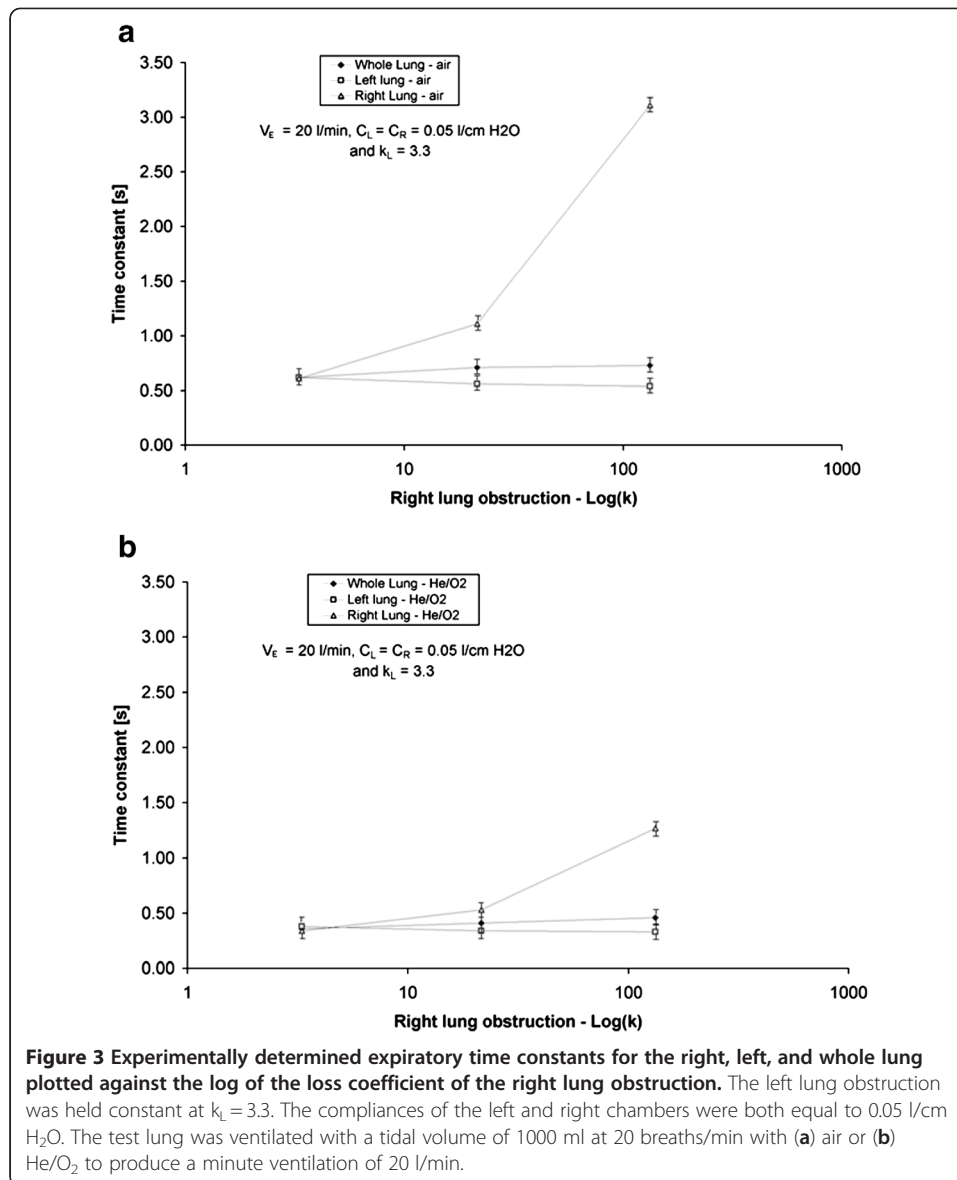 a
3.50
3.00
2.50
2.00
1.50
1.00
0.50
0.00
Time constant [s]
Whole Lung - air
Left lung - air
Right Lung - air
V_E = 20 l/min, C_L = C_R = 0.05 l/cm H2O
and k_L = 3.3
1 10 100 1000
Right lung obstruction - Log(k)
b
3.50
3.00
2.50
2.00
1.50
1.00
0.50
0.00
Time constant [s]
Whole Lung - He/O2
Left lung - He/O2
Right Lung - He/O2
V_E = 20 l/min, C_L = C_R = 0.05 l/cm H2O
and k_L = 3.3
1 10 100 1000
Right lung obstruction - Log(k)
Figure 3 Experimentally determined expiratory time constants for the right, left, and whole lung
plotted against the log of the loss coefficient of the right lung obstruction. The left lung obstruction
was held constant at k_L = 3.3. The compliances of the left and right chambers were both equal to 0.05 l/cm
H₂O. The test lung was ventilated with a tidal volume of 1000 ml at 20 breaths/min with (a) air or (b)
He/O₂ to produce a minute ventilation of 20 l/min.